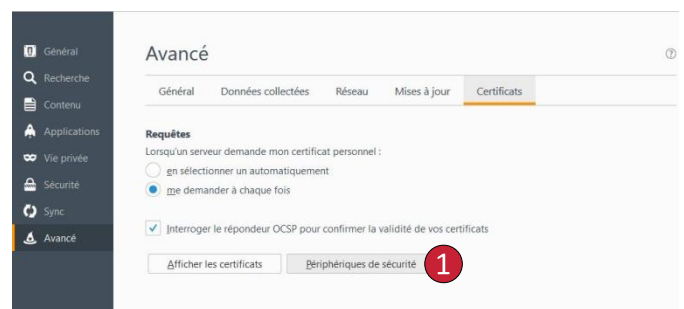 Général
Recherche
Contenu
Applications
Vie privée
Sécurité
Sync
Avancé
Avancé
?
Général Données collectées Réseau Mises à jour Certificats
Requêtes
Lorsqu'un serveur demande mon certificat personnel :
en sélectionner un automatiquement
me demander à chaque fois
Interroger le répondeur OCSP pour confirmer la validité de vos certificats
Afficher les certificats Périphériques de sécurité 1